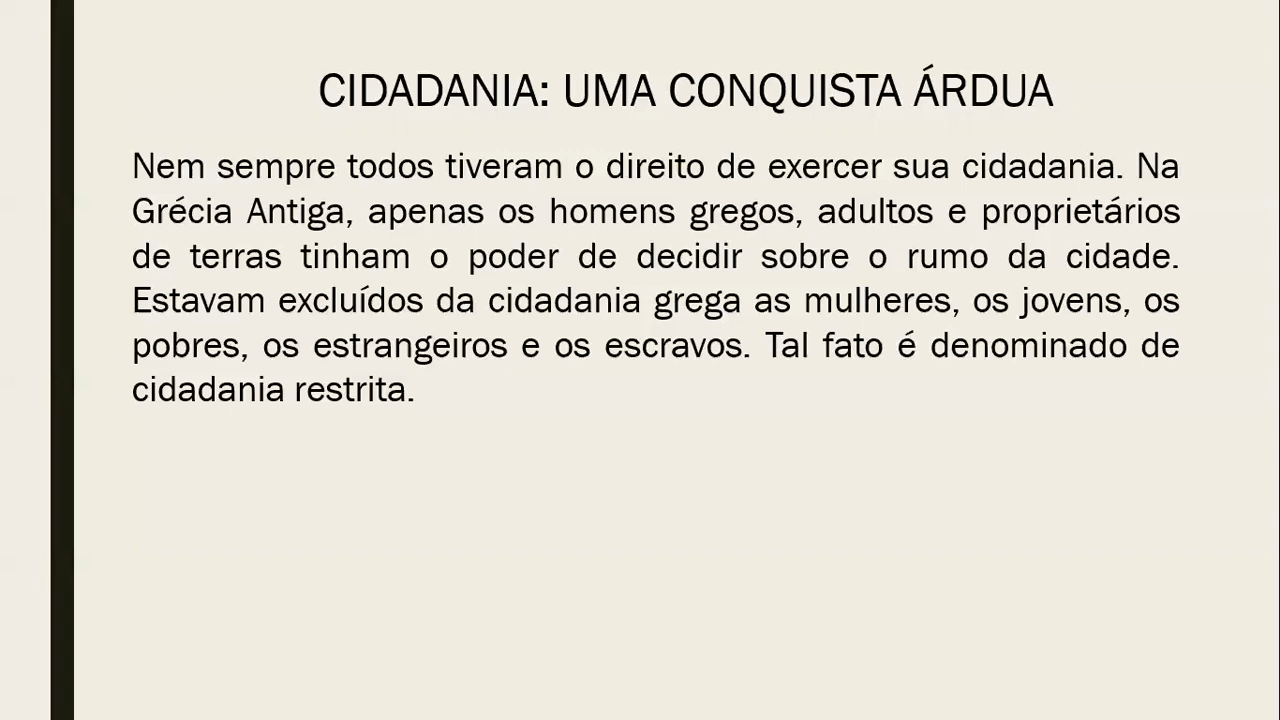 CIDADANIA: UMA CONQUISTA ÁRDUA
Nem sempre todos tiveram o direito de exercer sua cidadania. Na
Grécia Antiga, apenas os homens gregos, adultos e proprietários
de terras tinham o poder de decidir sobre o rumo da cidade.
Estavam excluídos da cidadania grega as mulheres, os jovens, os
pobres, os estrangeiros e os escravos. Tal fato é denominado de
cidadania restrita.